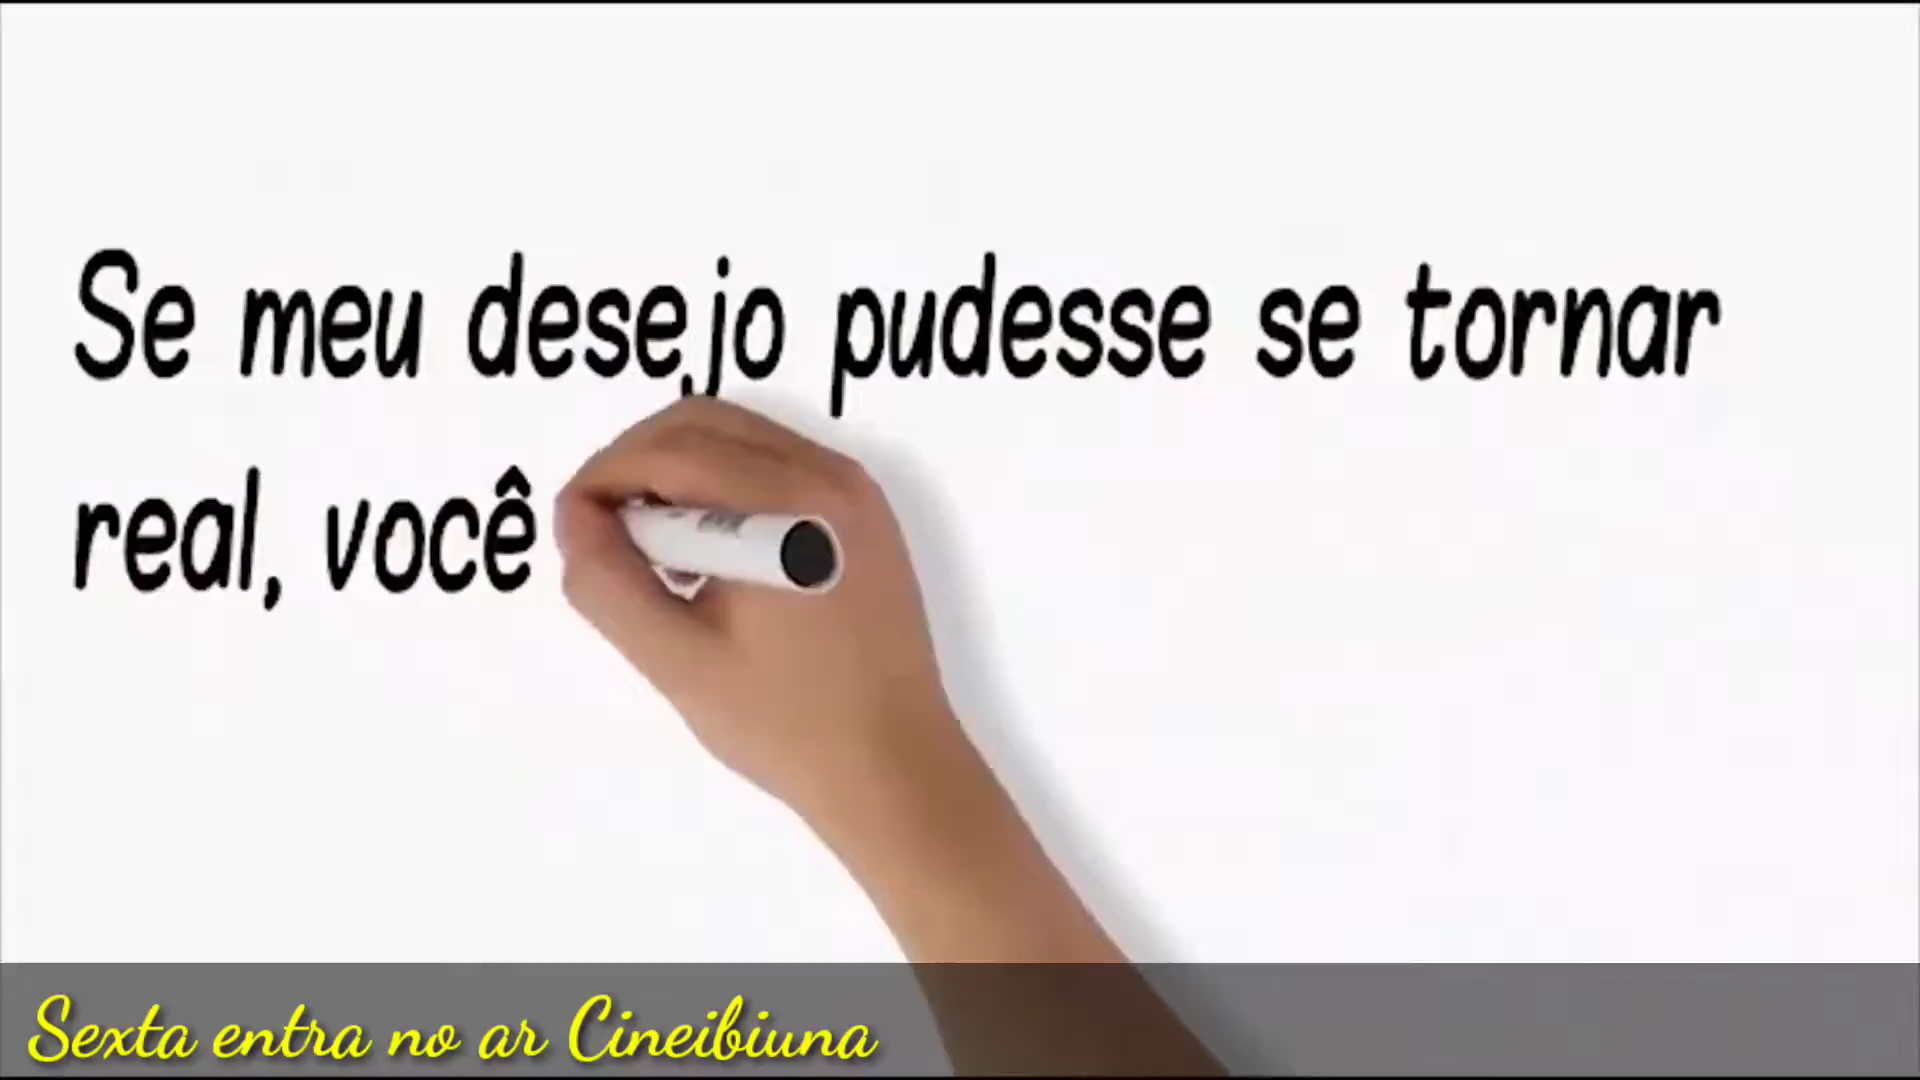 Se meu desejo pudesse se tornar
real, você
Sexta entra no ar Cineibiuna